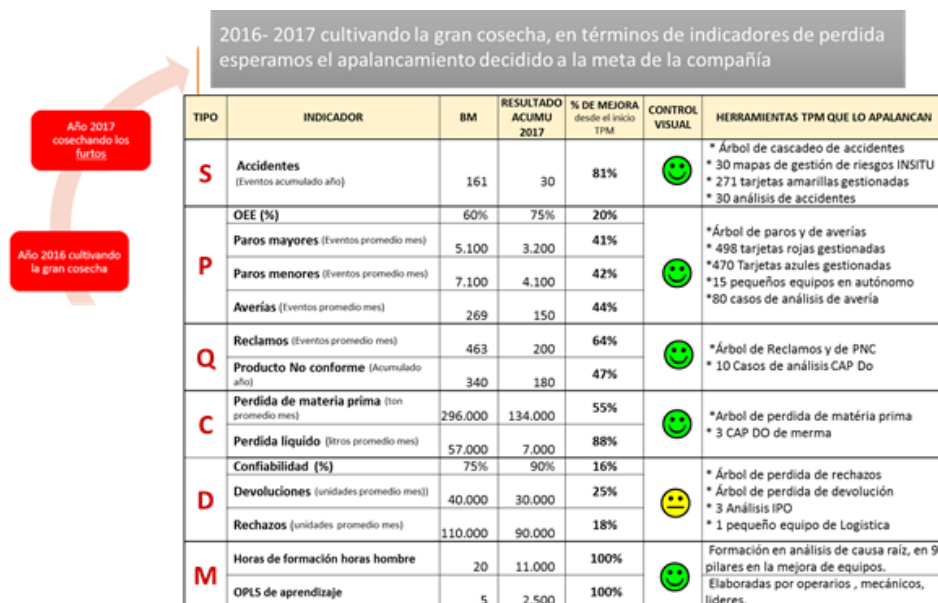 2016- 2017 cultivando la gran cosecha, en términos de indicadores de perdida
esperamos el apalancamiento decidido a la meta de la compañía
Año 2017
cosechando los
furtos
Año 2016 cultivando
la gran cosecha
TIPO INDICADOR BM RESULTADO ACUMU 2017 % DE MEJORA desde el inicio TPM CONTROL VISUAL HERRAMIENTAS TPM QUE LO APALANCAN
S
Accidentes
(Eventos acumulado año) 161 30 81%
* Árbol de cascadeo de accidentes
* 30 mapas de gestión de riesgos INSITU
* 271 tarjetas amarillas gestionadas
* 30 análisis de accidentes
P
OEE (%) 60% 75% 20%
Paros mayores (Eventos promedio mes) 5.100 3.200 41%
Paros menores (Eventos promedio mes) 7.100 4.100 42%
Averías (Eventos promedio mes) 269 150 44%
*Árbol de paros y de averías
* 498 tarjetas rojas gestionadas
*470 Tarjetas azules gestionadas
*15 pequeños equipos en autónomo
*80 casos de análisis de avería
Q
Reclamos (Eventos promedio mes) 463 200 64%
Producto No conforme (Acumulado
año) 340 180 47%
*Árbol de Reclamos y de PNC
* 10 Casos de análisis CAP Do
C
Perdida de materia prima (ton
promedio mes) 296.000 134.000 55%
Perdida liquido (litros promedio mes) 57.000 7.000 88%
*Arbol de perdida de matéria prima
* 3 CAP DO de merma
D
Confiabilidad (%) 75% 90% 16%
Devoluciones (unidades promedio mes)) 40.000 30.000 25%
Rechazos (unidades promedio mes) 110.000 90.000 18%
* Árbol de perdida de rechazos
* Árbol de perdida de devolución
* 3 Análisis IPO
* 1 pequeño equipo de Logistica
M
Horas de formación horas hombre 20 11.000 100%
Formación en análisis de causa raíz, en 9
pilares en la mejora de equipos.
OPLS de aprendizaje 5 2.500 100%
Elaboradas por operarios , mecánicos,
lideres.